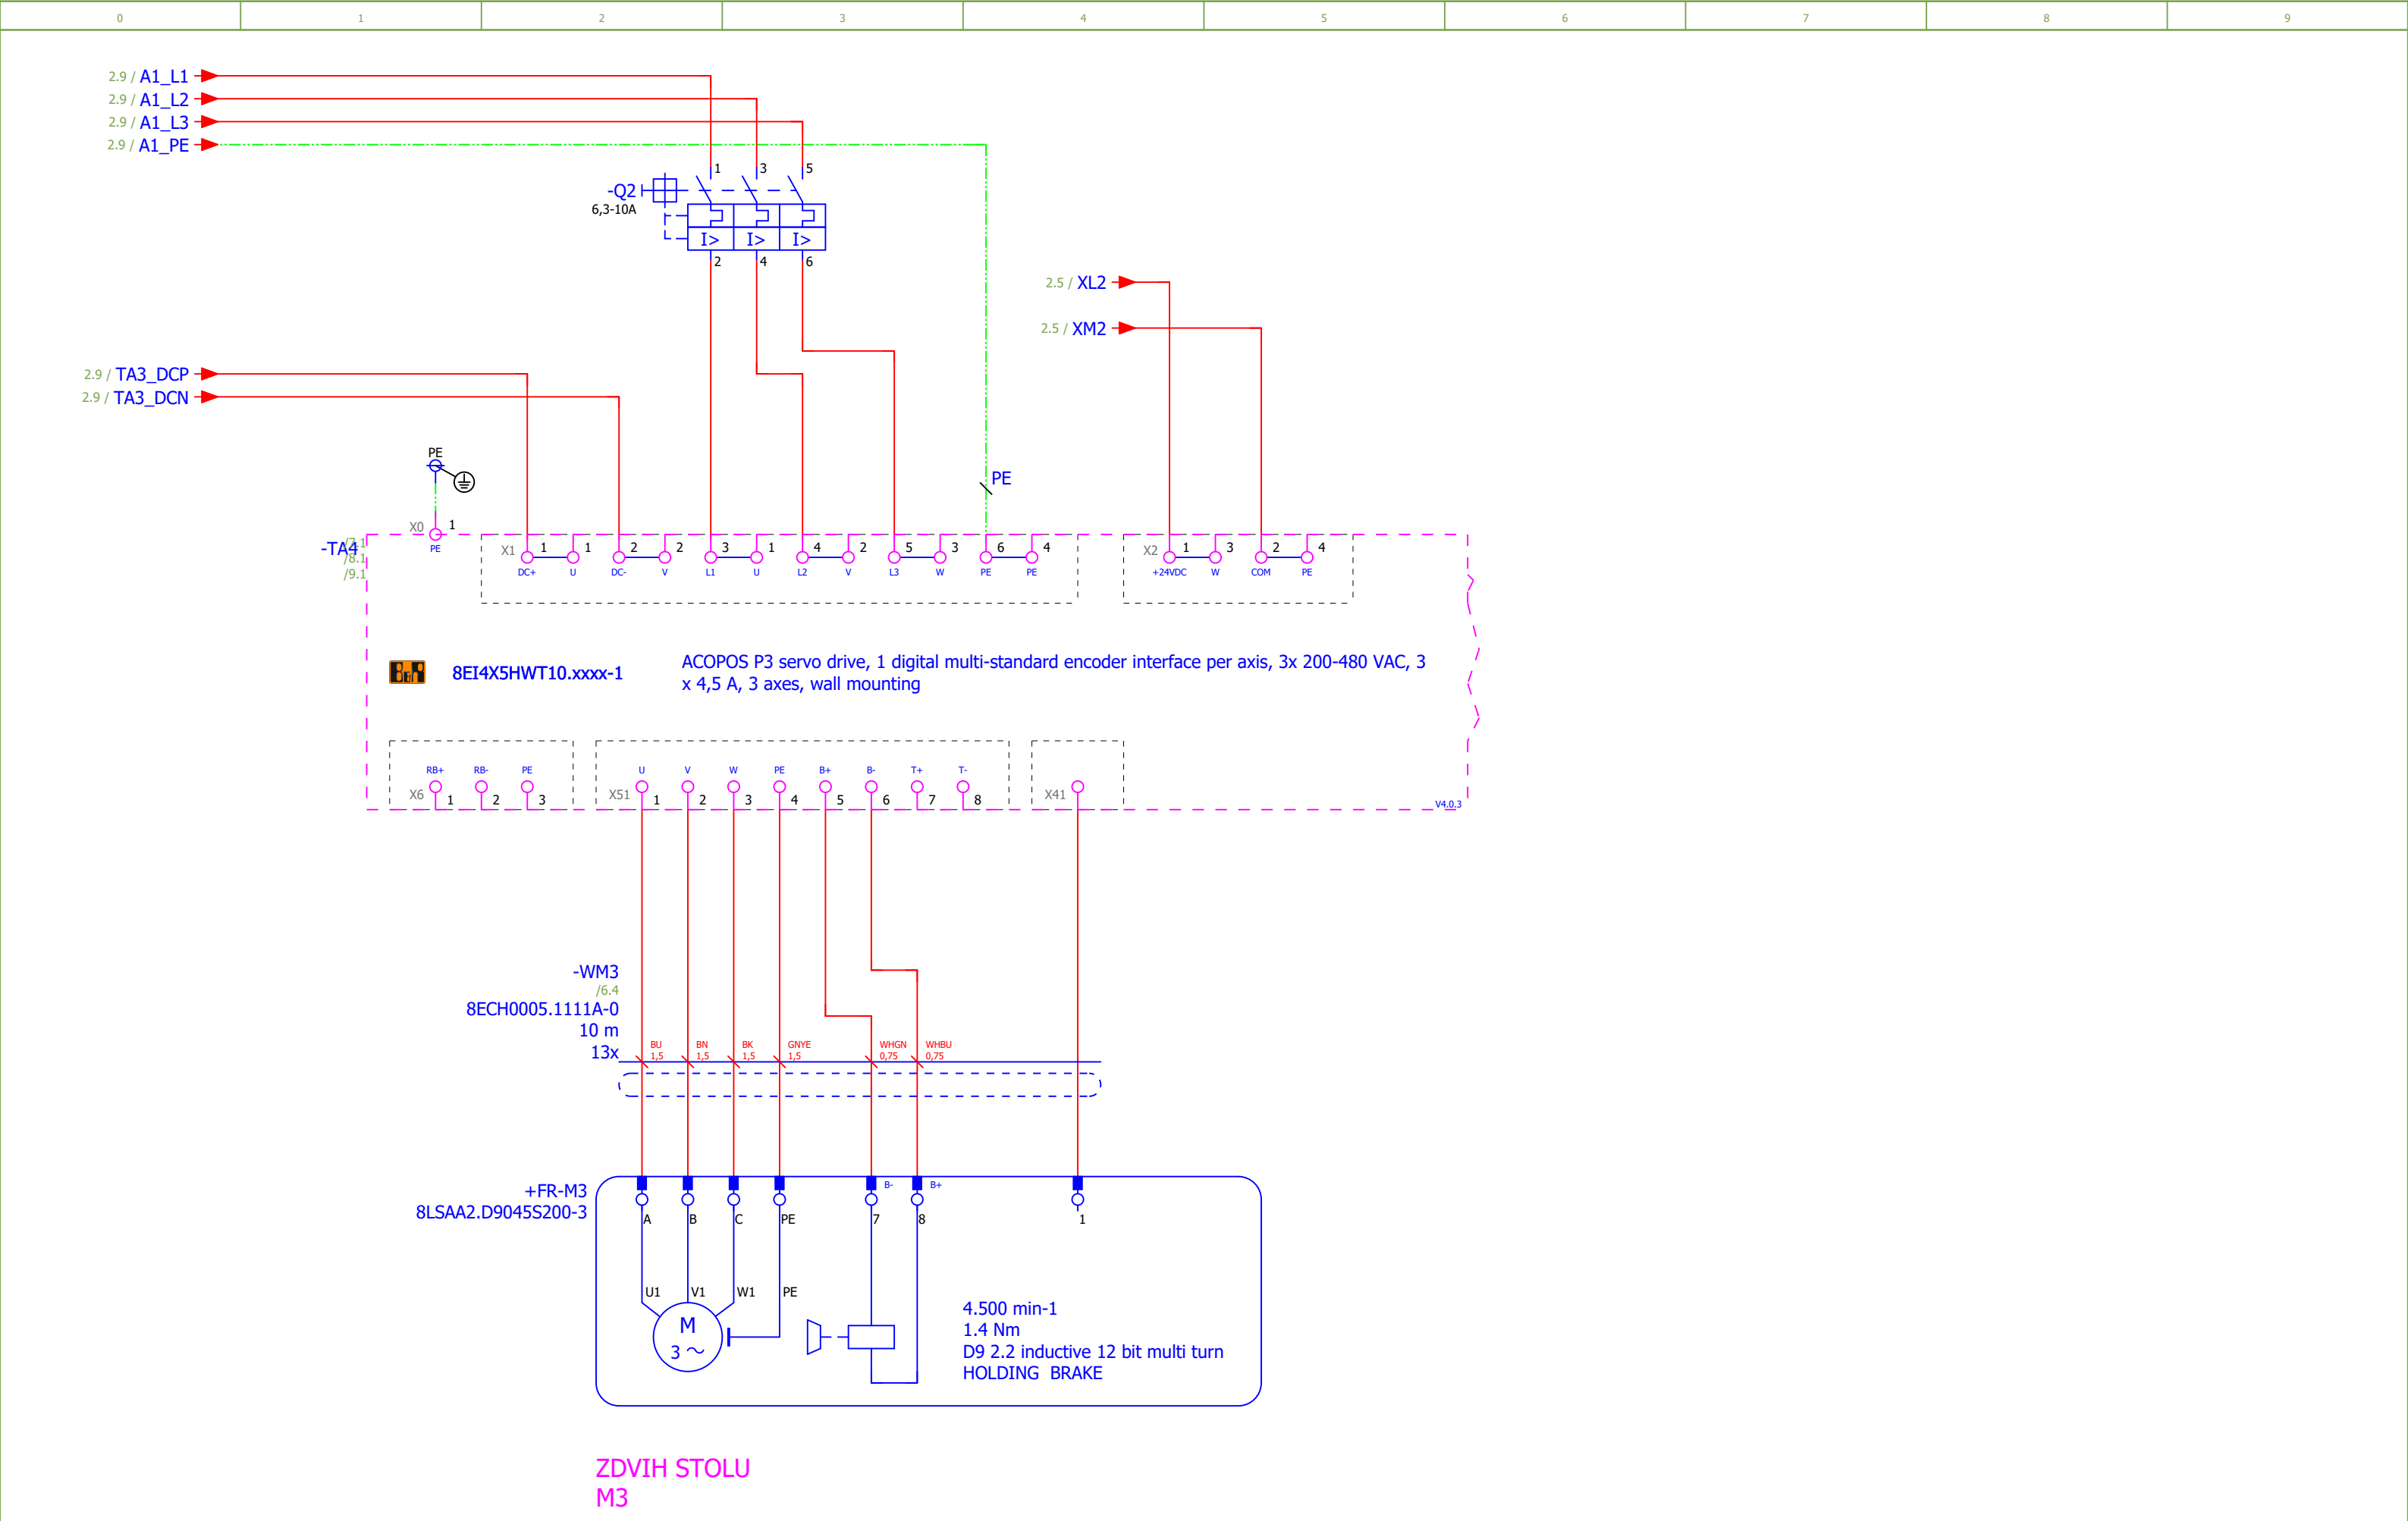 0 1 2 3 4 5 6 7 8 9
2.9 / A1_L1
2.9 / A1_L2
2.9 / A1_L3
2.9 / A1_PE
1 3 5
-Q2
6,3-10A
I> I> I>
2 4 6
2.5 / XL2
2.5 / XM2
2.9 / TA3_DCP
2.9 / TA3_DCN
PE
PE
X0 1
PE
-TA4
/7.1
/8.1
/9.1
X1 1 1 2 2 3 1 4 2 5 3 6 4
DC+ U DC- V L1 U L2 V L3 W PE PE
X2 1 3 2 4
+24VDC W COM PE
8EI4X5HWT10.xxxx-1
ACOPOS P3 servo drive, 1 digital multi-standard encoder interface per axis, 3x 200-480 VAC, 3
x 4,5 A, 3 axes, wall mounting
RB+ RB- PE
X6 1 2 3
U V W PE B+ B- T+ T-
X51 1 2 3 4 5 6 7 8
X41
V4.0.3
-WM3
/6.4
8ECH0005.1111A-0
10 m
13x
BU BN BK GNYE WHGN WHBU
1,5 1,5 1,5 1,5 0,75 0,75
+FR-M3
8LSAA2.D9045S200-3
B- B+
A B C PE 7 8 1
U1 V1 W1 PE
M
3
4.500 min-1
1.4 Nm
D9 2.2 inductive 12 bit multi turn
HOLDING BRAKE
ZDVIH STOLU
M3